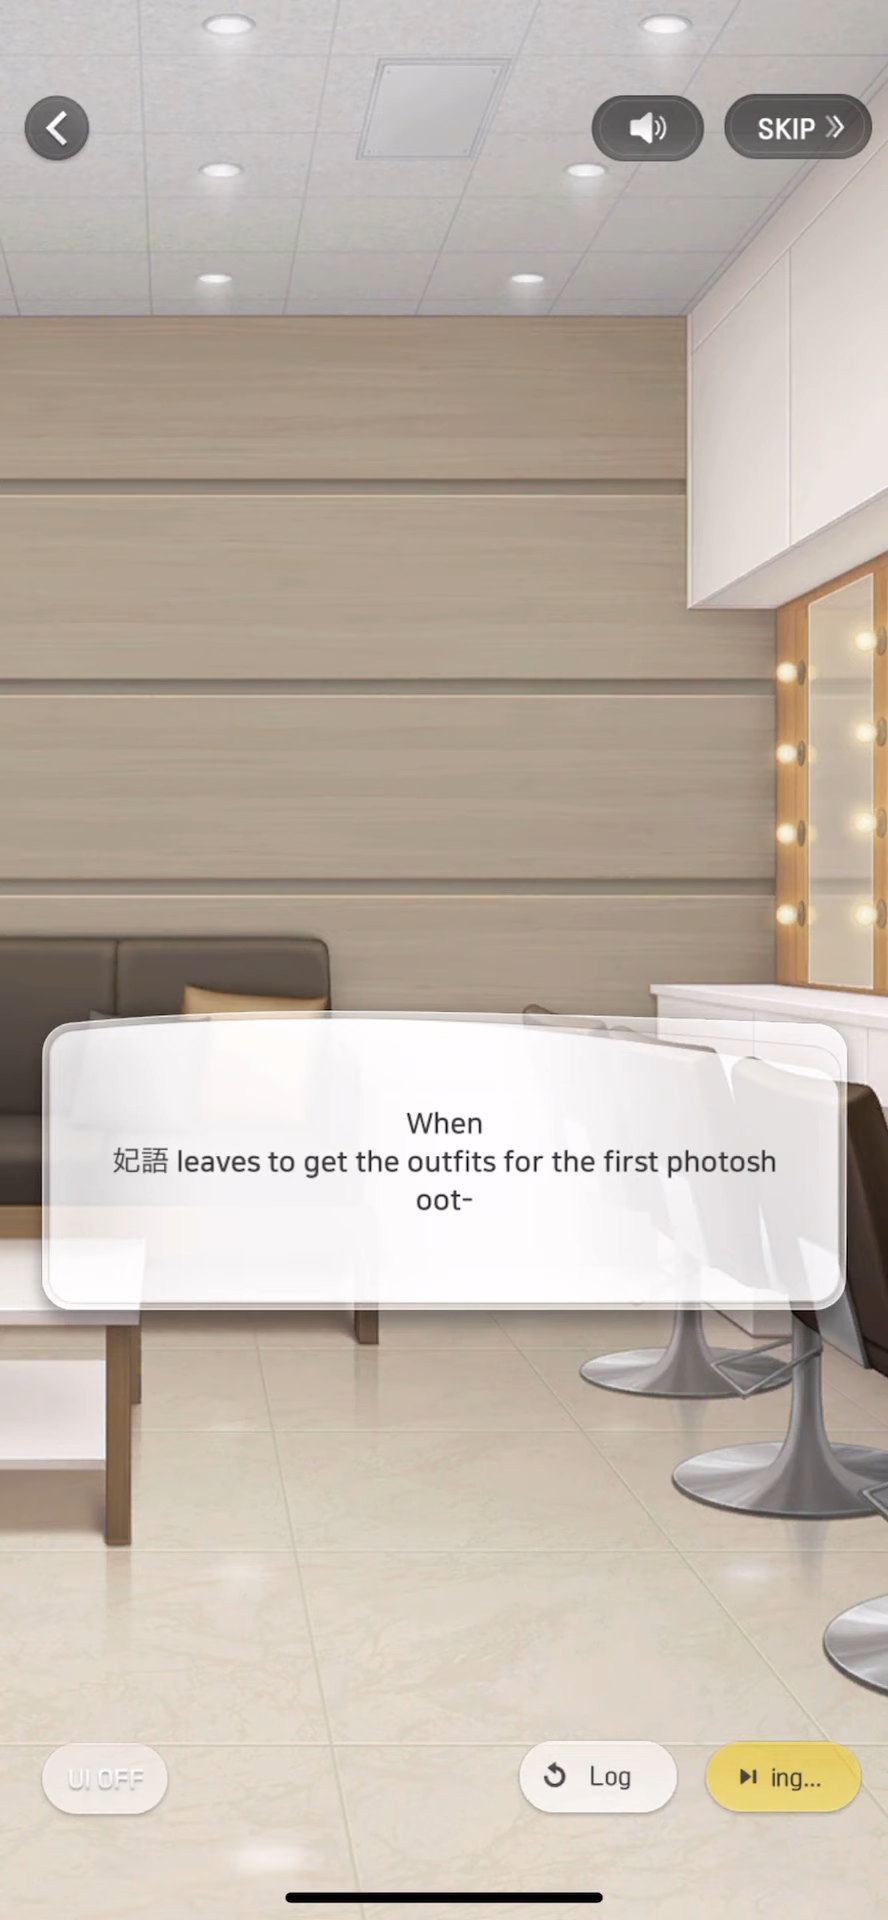 SKIP
When
妃語 leaves to get the outfits for the first photosh
oot-
UI OFF
Log
ing...